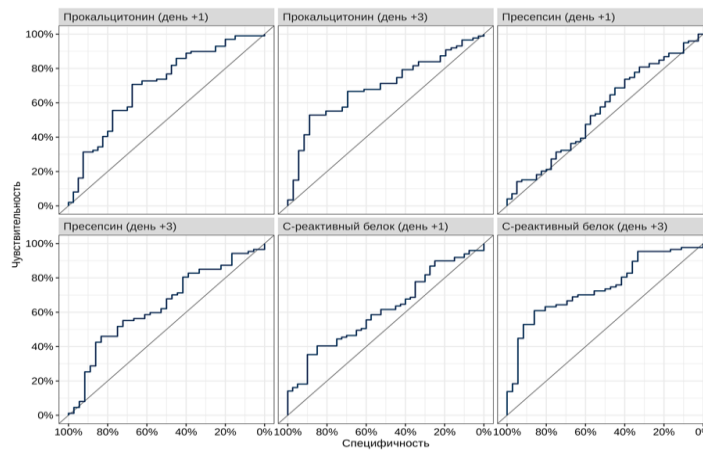 Прокальцитонин (день +1)
Прокальцитонин (день +3)
Пресепсин (день +1)
100%
80%
60%
40%
20%
0%
Чувствительность
Пресепсин (день +3)
С-реактивный белок (день +1)
С-реактивный белок (день +3)
100%
80%
60%
40%
20%
0%
100% 80% 60% 40% 20% 0% 100% 80% 60% 40% 20% 0% 100% 80% 60% 40% 20% 0%
Специфичность